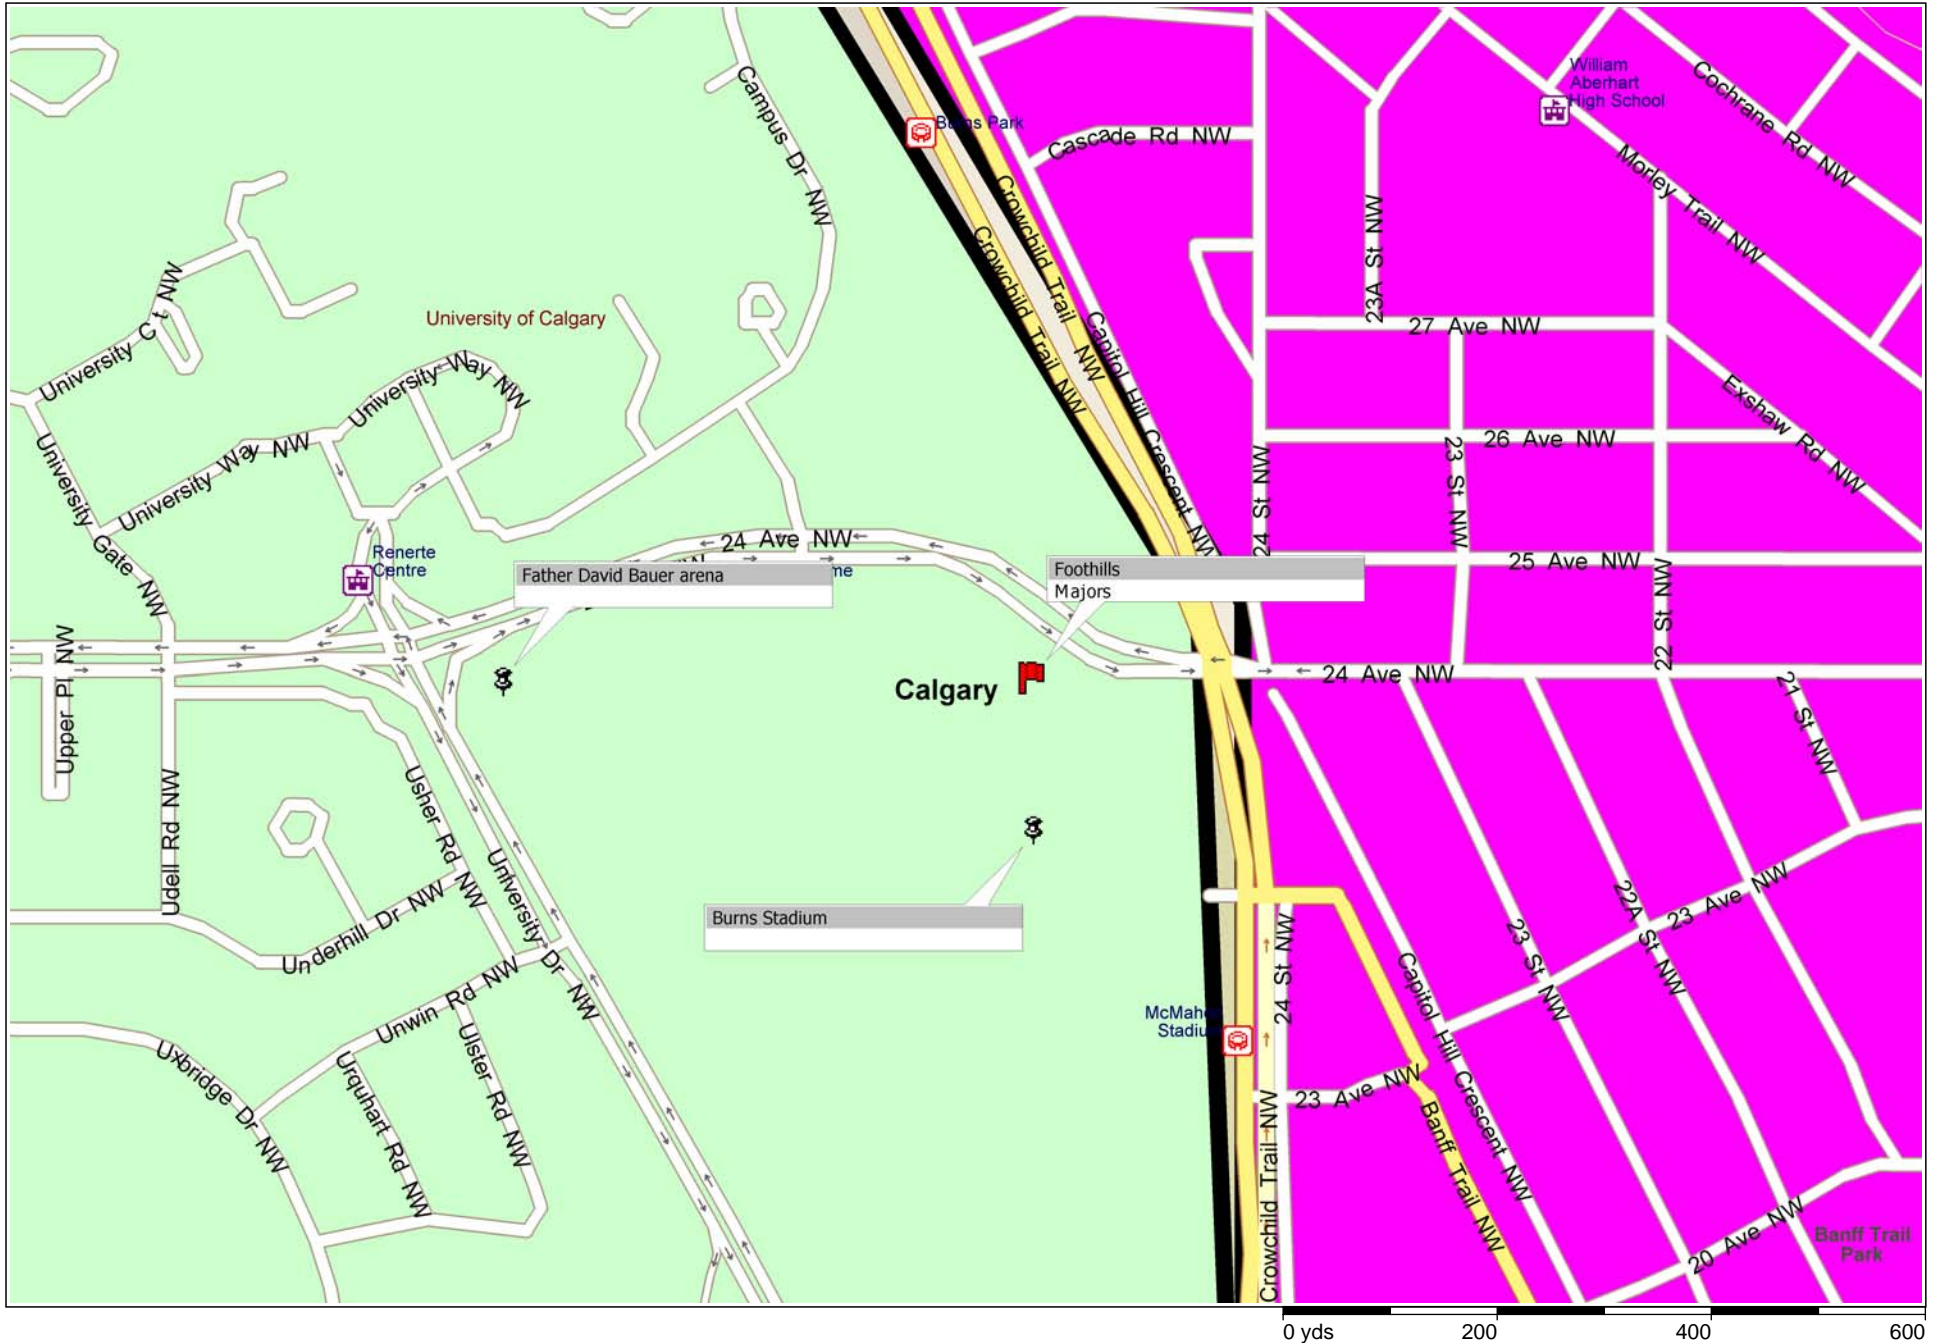 William
Aberhart
High School
Cochrane Rd NW
Campus Dr NW
Burns Park
Cascade Rd NW
Morley Trail NW
Crowchild Trail NW
Crowchild Trail NW
23A St NW
University Ct NW
University of Calgary
Capitol Hill Crescent NW
27 Ave NW
University Way NW
Exshaw Rd NW
University Way NW
26 Ave NW
23 St NW
24 St NW
University Gate NW
24 Ave NW
Renerte
Centre
Father David Bauer arena
me
Foothills
Majors
25 Ave NW
22 St NW
Upper Pl NW
Calgary
24 Ave NW
21 St NW
Udell Rd NW
Usher Rd NW
University Dr NW
Burns Stadium
Underhill Dr NW
22A St NW
23 Ave NW
23 St NW
24 St NW
Capitol Hill Crescent NW
Unwin Rd NW
McMahon
Stadium
Uxbridge Dr NW
Urquhart Rd NW
Ulster Rd NW
23 Ave NW
Crowchild Trail NW
Banff Trail NW
20 Ave NW
Banff Trail
Park
0 yds 200 400 600